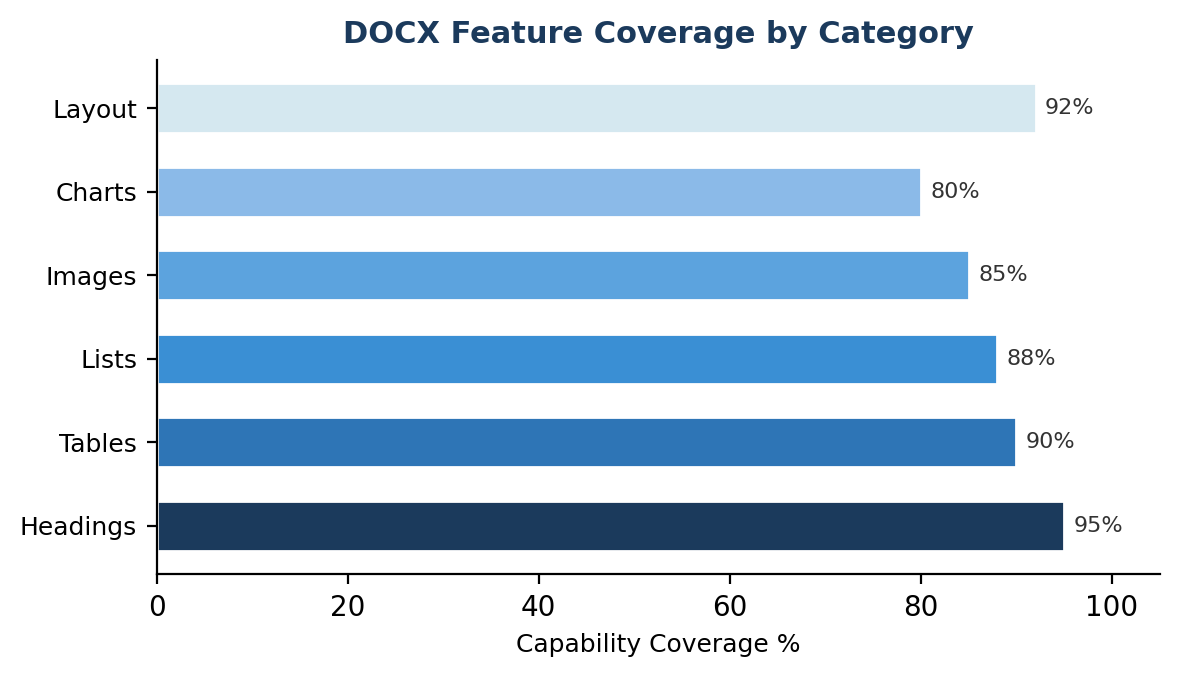 DOCX Feature Coverage by Category
Layout 92%
Charts 80%
Images 85%
Lists 88%
Tables 90%
Headings 95%
0 20 40 60 80 100
Capability Coverage %